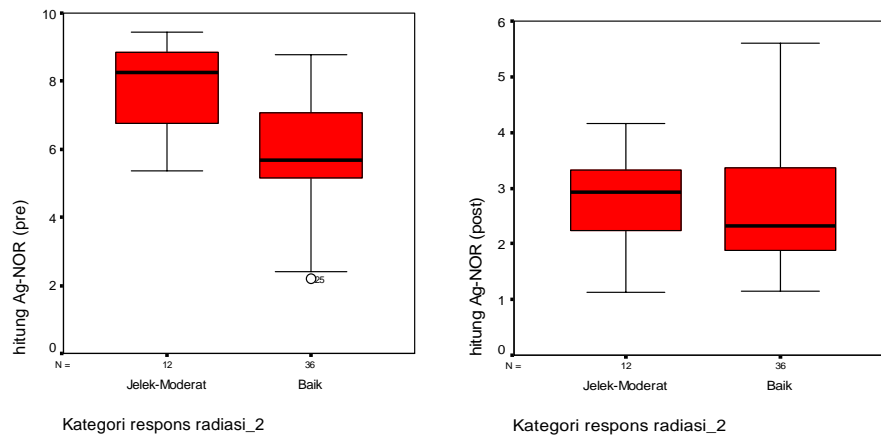 hitung Ag-NOR (pre)
10
8
6
4
2
0
25
N =
12
36
Jelek-Moderat
Baik
Kategori respons radiasi_2
hitung Ag-NOR (post)
6
5
4
3
2
1
0
N =
12
36
Jelek-Moderat
Baik
Kategori respons radiasi_2